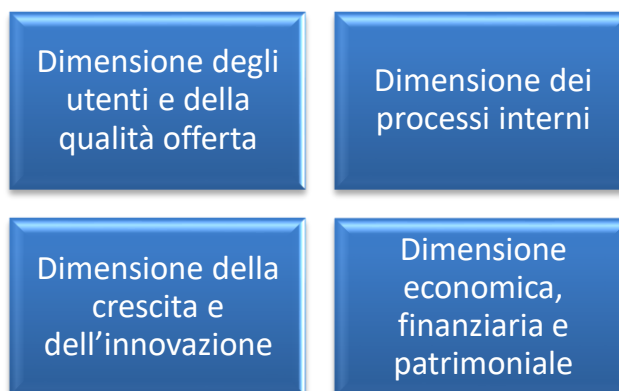 Dimensione degli
utenti e della
qualità offerta
Dimensione dei
processi interni
Dimensione della
crescita e
dell’innovazione
Dimensione
economica,
finanziaria e
patrimoniale